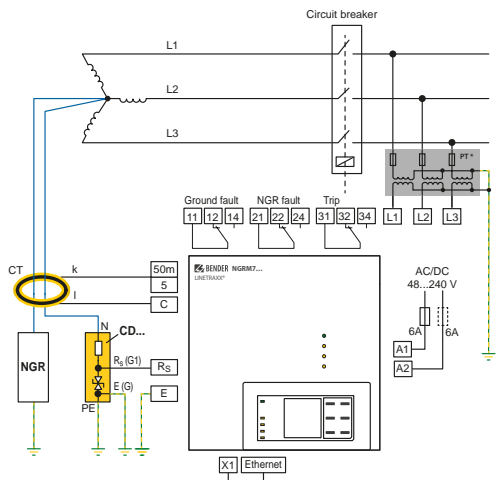 Circuit breaker
L1
L2
L3
PT *
L1 L2 L3
Ground fault NGR fault Trip
11 12 14 21 22 24 31 32 34
CT
k
50m
5
l
C
BENDER NGRM7...
LINETRAXX®
AC/DC
48...240 V
6A 6A
A1
A2
N
CD...
NGR
RS (G1)
RS
E (G)
E
PE
X1 Ethernet